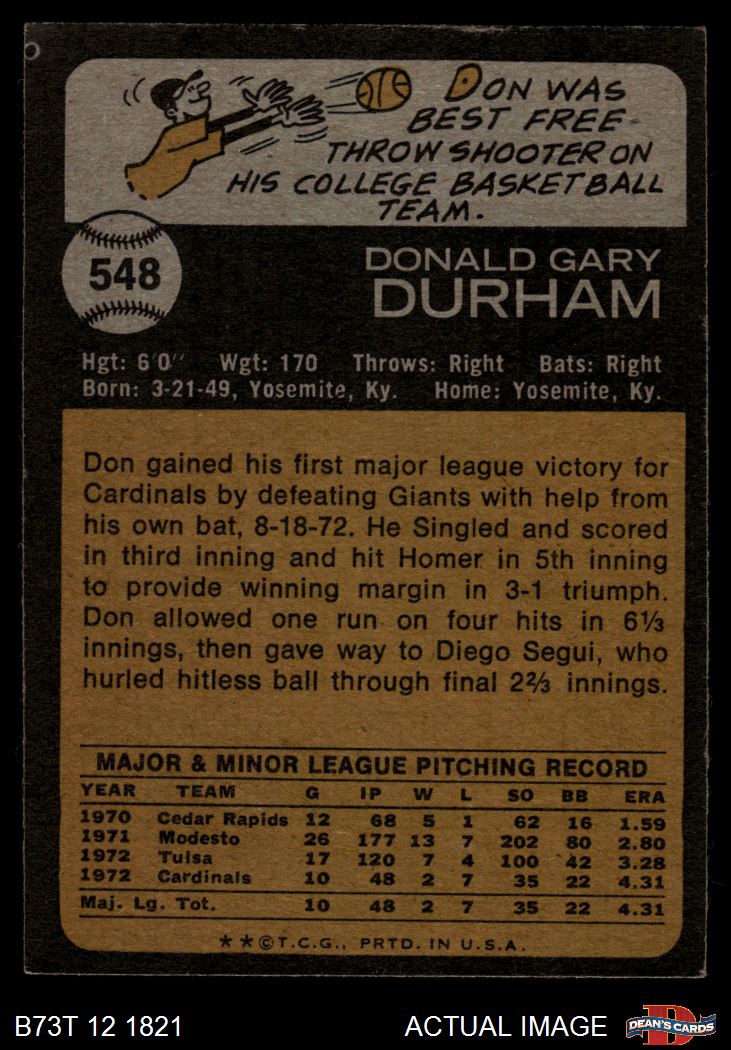 DON WAS
BEST FREE-
THROW SHOOTER ON
HIS COLLEGE BASKETBALL
TEAM.
548
DONALD GARY
DURHAM
Hgt: 6'0" Wgt: 170 Throws: Right Bats: Right
Born: 3-21-49, Yosemite, Ky. Home: Yosemite, Ky.
Don gained his first major league victory for
Cardinals by defeating Giants with help from
his own bat, 8-18-72. He Singled and scored
in third inning and hit Homer in 5th inning
to provide winning margin in 3-1 triumph.
Don allowed one run on four hits in 6⅓
innings, then gave way to Diego Segui, who
hurled hitless ball through final 2⅔ innings.
MAJOR & MINOR LEAGUE PITCHING RECORD
YEAR TEAM G IP W L SO BB ERA
1970 Cedar Rapids 12 68 5 1 62 16 1.59
1971 Modesto 26 177 13 7 202 80 2.80
1972 Tulsa 17 120 7 4 100 42 3.28
1972 Cardinals 10 48 2 7 35 22 4.31
Maj. Lg. Tot. 10 48 2 7 35 22 4.31
**©T.C.G., PRTD. IN U.S.A.
B73T 12 1821 ACTUAL IMAGE DEAN'S CARDS